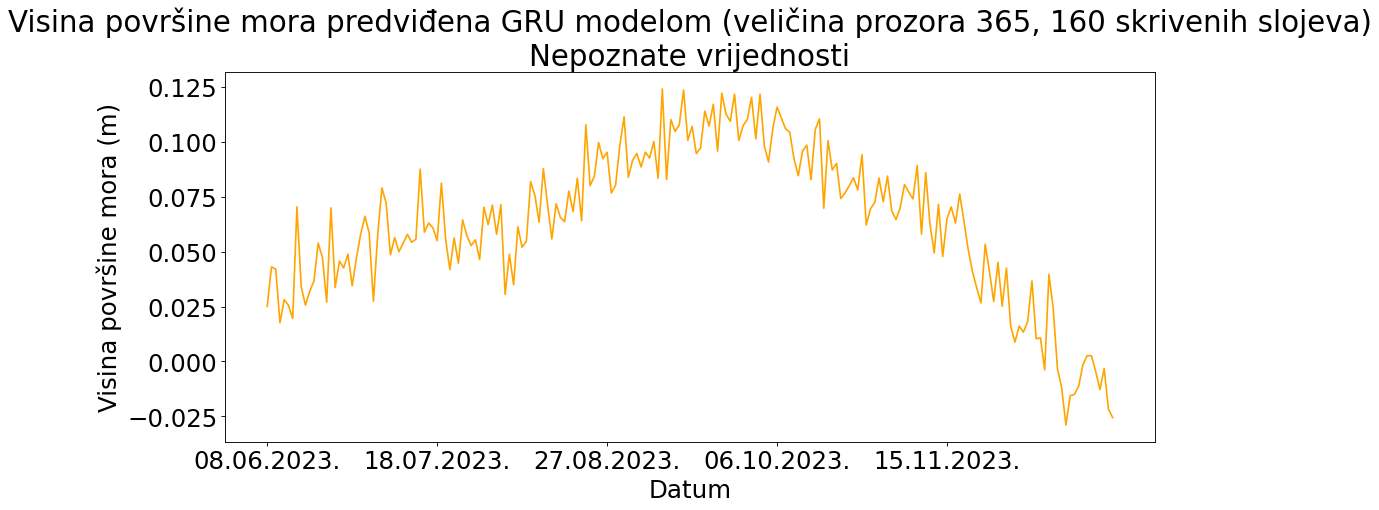 Visina površine mora predviđena GRU modelom (veličina prozora 365, 160 skrivenih slojeva)
Nepoznate vrijednosti
Visina površine mora (m)
0.125
0.100
0.075
0.050
0.025
0.000
−0.025
08.06.2023. 18.07.2023. 27.08.2023. 06.10.2023. 15.11.2023.
Datum